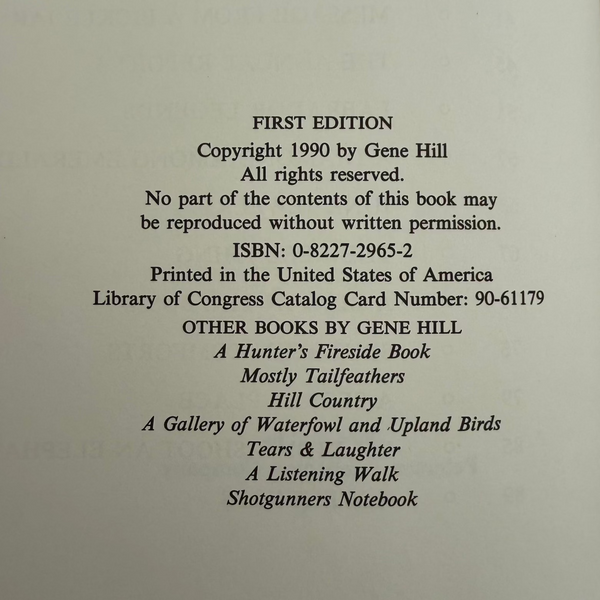 FIRST EDITION
Copyright 1990 by Gene Hill
All rights reserved.
No part of the contents of this book may
be reproduced without written permission.
ISBN: 0-8227-2965-2
Printed in the United States of America
Library of Congress Catalog Card Number: 90-61179
OTHER BOOKS BY GENE HILL
A Hunter's Fireside Book
Mostly Tailfeathers
Hill Country
A Gallery of Waterfowl and Upland Birds
Tears & Laughter
A Listening Walk
Shotgunners Notebook